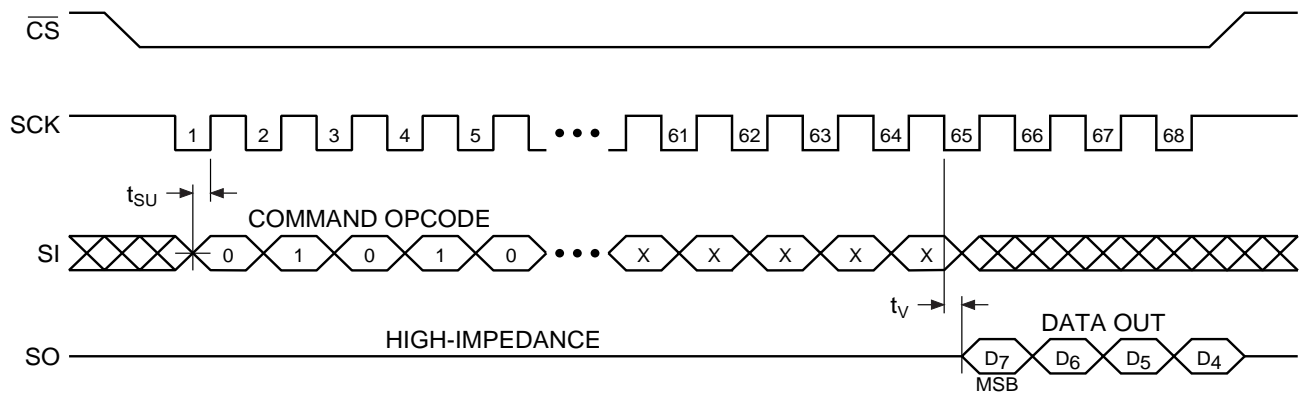 CS
SCK 1 2 3 4 5 ••• 61 62 63 64 65 66 67 68
tSU
COMMAND OPCODE
SI 0 1 0 1 0 ••• X X X X X
tV
HIGH-IMPEDANCE DATA OUT
SO D7 D6 D5 D4
MSB